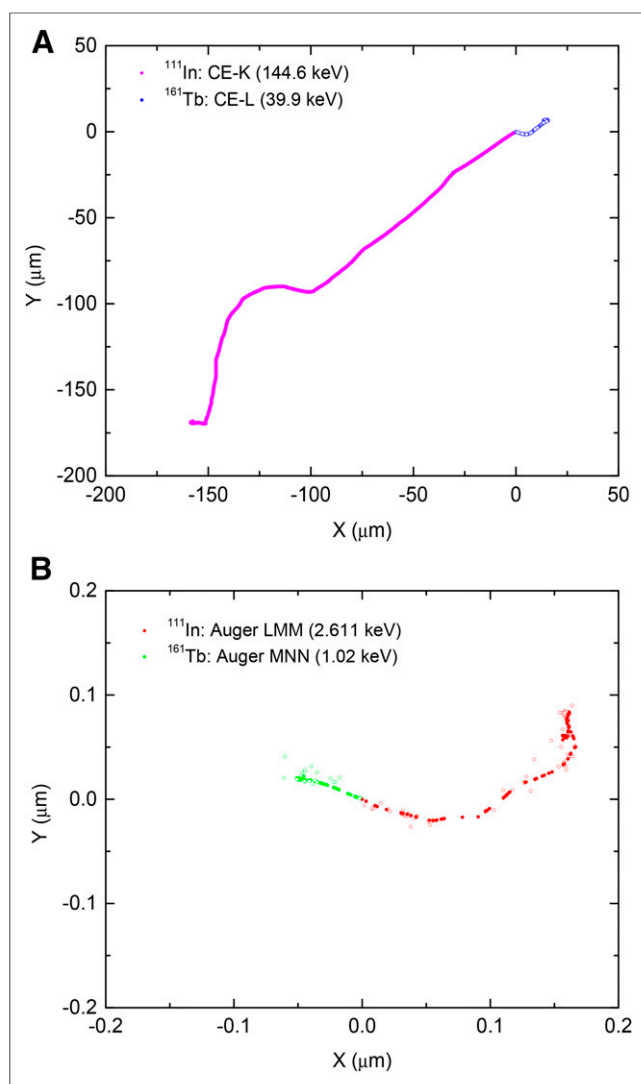 A
50
0
-50
-100
-150
-200
Y (μm)
¹¹¹In: CE-K (144.6 keV)
¹⁶¹Tb: CE-L (39.9 keV)
-200 -150 -100 -50 0 50
X (μm)
B
0.2
0.1
0.0
-0.1
-0.2
Y (μm)
¹¹¹In: Auger LMM (2.611 keV)
¹⁶¹Tb: Auger MNN (1.02 keV)
-0.2 -0.1 0.0 0.1 0.2
X (μm)